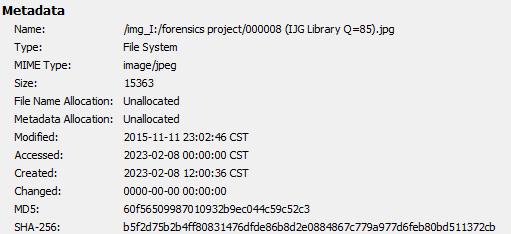 Metadata
Name: /img_I:/forensics project/000008 (IJG Library Q=85).jpg
Type: File System
MIME Type: image/jpeg
Size: 15363
File Name Allocation: Unallocated
Metadata Allocation: Unallocated
Modified: 2015-11-11 23:02:46 CST
Accessed: 2023-02-08 00:00:00 CST
Created: 2023-02-08 12:00:36 CST
Changed: 0000-00-00 00:00:00
MD5: 60f56509987010932b9ec044c59c52c3
SHA-256: b5f2d75b2b4ff80831476dfde86b8d2e0884867c779a977d6feb80bd511372cb